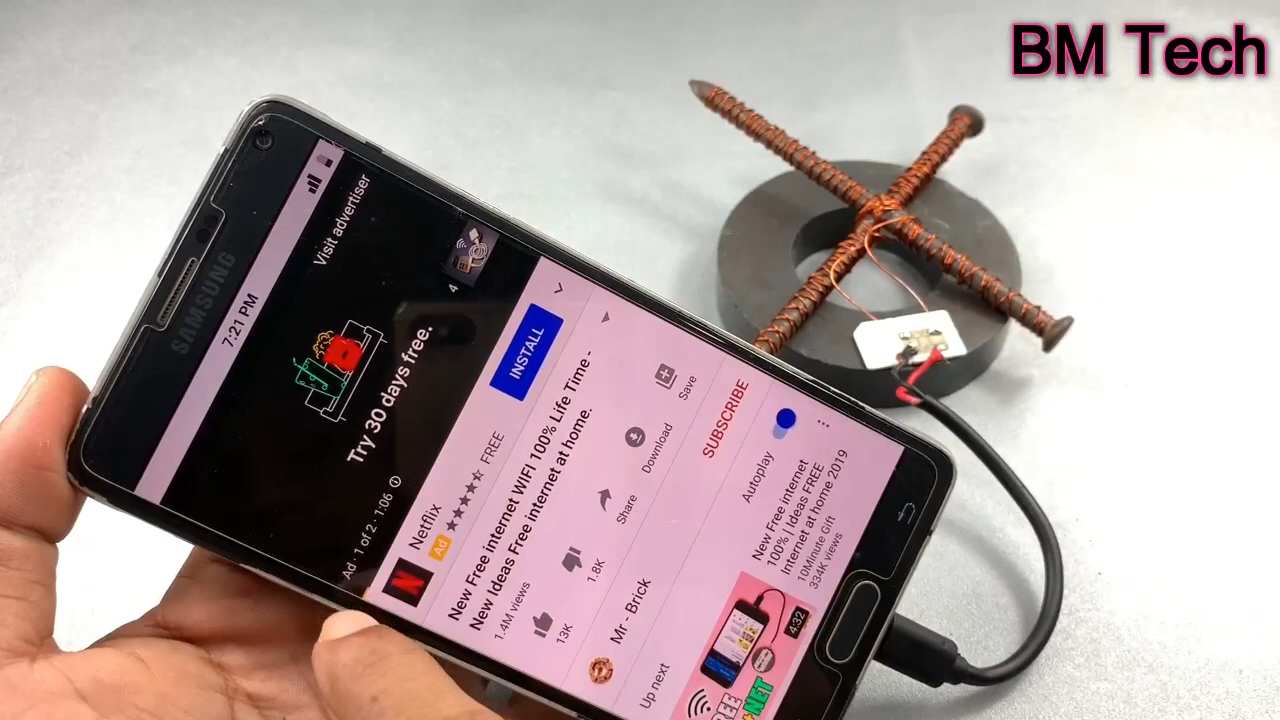 BM Tech
SAMSUNG
7:21 PM
Visit advertiser
4
Try 30 days free.
Ad · 1 of 2 · 1:06
INSTALL
N
Netflix
Ad
FREE
New Free internet WIFI 100% Life Time -
New Ideas Free internet at home.
1.4M views
13K
1.8K
Share
Download
Save
Mr - Brick
SUBSCRIBE
Up next
Autoplay
New Free internet
100% | Ideas FREE
Internet at home 2019
10Minute Gift
334K views
4:32